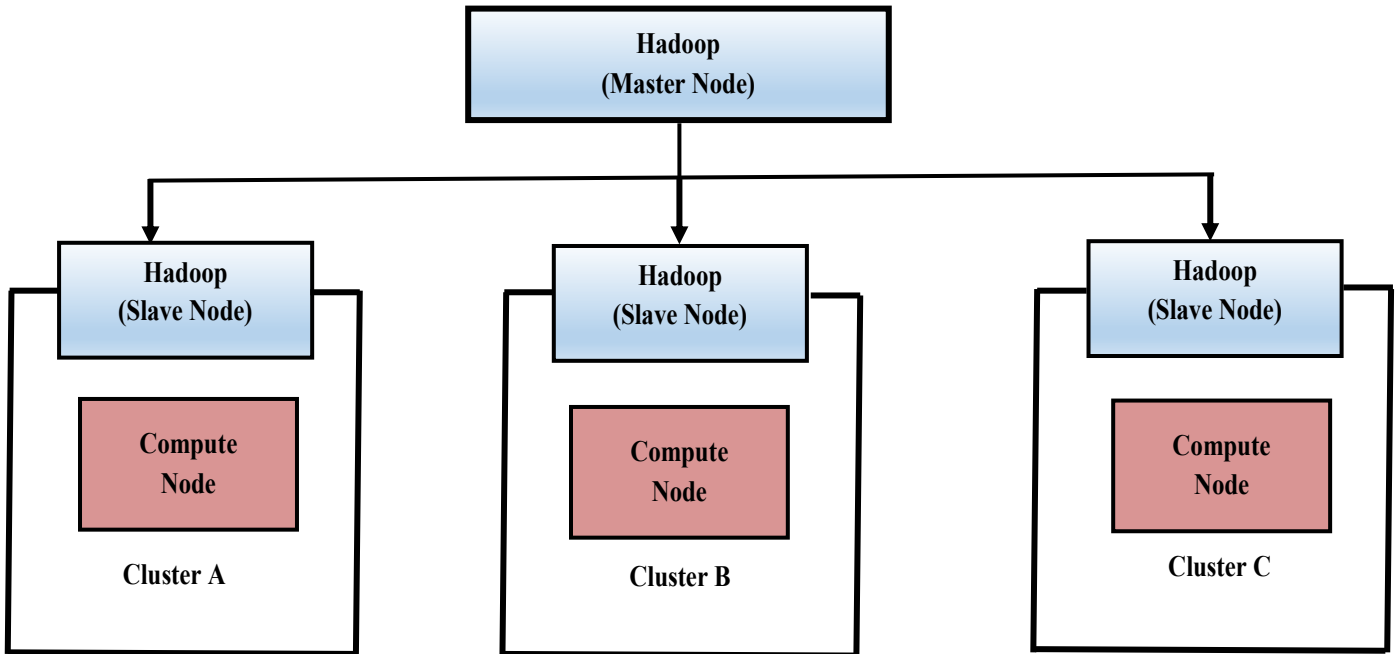 Hadoop
(Master Node)
Hadoop
(Slave Node)
Hadoop
(Slave Node)
Hadoop
(Slave Node)
Compute
Node
Compute
Node
Compute
Node
Cluster A
Cluster B
Cluster C